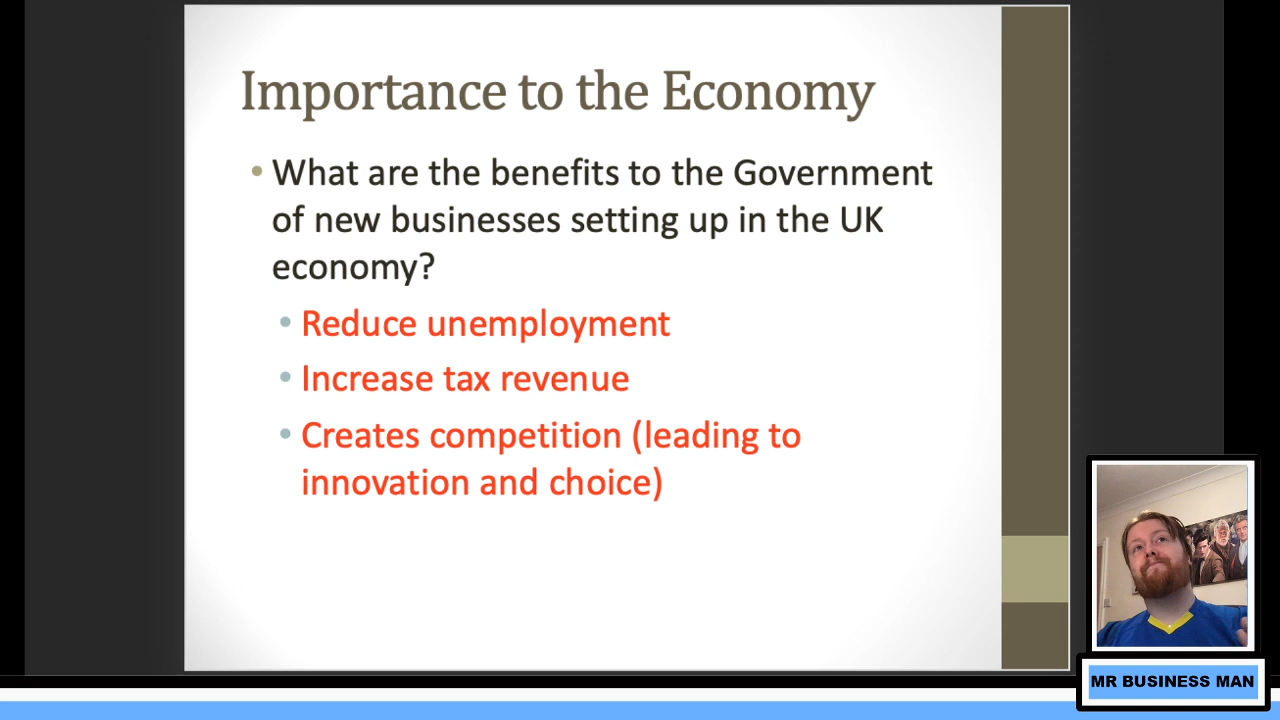 Importance to the Economy
• What are the benefits to the Government
of new businesses setting up in the UK
economy?
• Reduce unemployment
• Increase tax revenue
• Creates competition (leading to
innovation and choice)
MR BUSINESS MAN